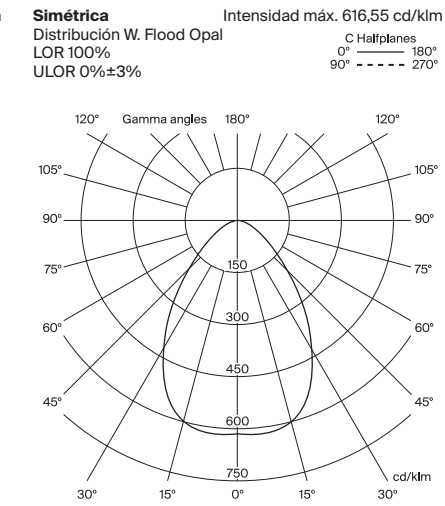 Simétrica
Intensidad máx. 616,55 cd/klm
Distribución W. Flood Opal
LOR 100%
ULOR 0%±3%
C Halfplanes
0° 180°
90° 270°
120° Gamma angles 180° 120°
105° 105°
90° 90°
75° 75°
150
60° 300 60°
450
45° 45°
600
750
cd/klm
30° 15° 0° 15° 30°